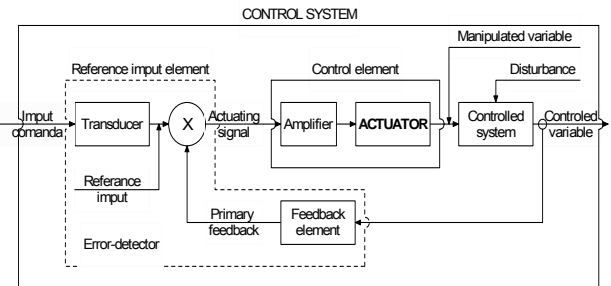 CONTROL SYSTEM
Manipulated variable
Reference imput element
Control element
Disturbance
Imput
comanda
Transducer
X
Actuating
signal
Amplifier
ACTUATOR
Controlled
system
Controled
variable
Referance
imput
Primary
feedback
Feedback
element
Error-detector